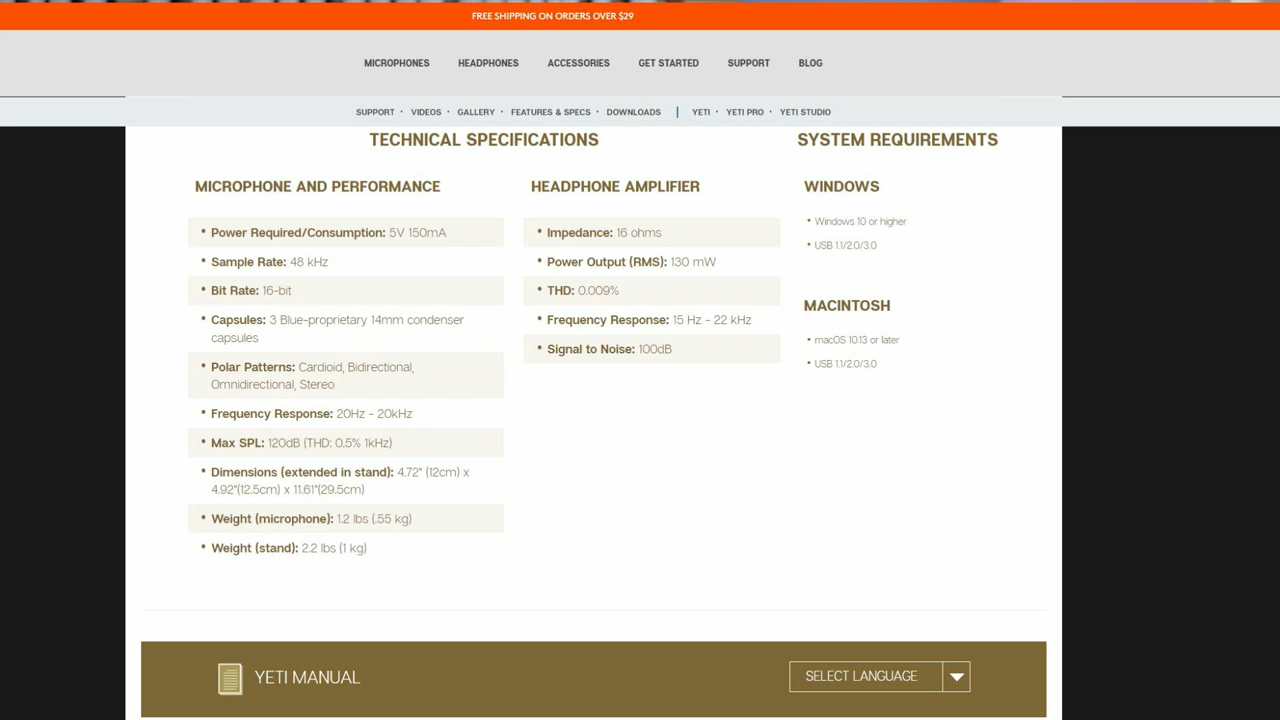 FREE SHIPPING ON ORDERS OVER $29
MICROPHONES HEADPHONES ACCESSORIES GET STARTED SUPPORT BLOG
SUPPORT · VIDEOS · GALLERY · FEATURES & SPECS · DOWNLOADS | YETI · YETI PRO · YETI STUDIO
TECHNICAL SPECIFICATIONS
MICROPHONE AND PERFORMANCE
• Power Required/Consumption: 5V 150mA
• Sample Rate: 48 kHz
• Bit Rate: 16-bit
• Capsules: 3 Blue-proprietary 14mm condenser
capsules
• Polar Patterns: Cardioid, Bidirectional,
Omnidirectional, Stereo
• Frequency Response: 20Hz - 20kHz
• Max SPL: 120dB (THD: 0.5% 1kHz)
• Dimensions (extended in stand): 4.72" (12cm) x
4.92"(12.5cm) x 11.61"(29.5cm)
• Weight (microphone): 1.2 lbs (.55 kg)
• Weight (stand): 2.2 lbs (1 kg)
HEADPHONE AMPLIFIER
• Impedance: 16 ohms
• Power Output (RMS): 130 mW
• THD: 0.009%
• Frequency Response: 15 Hz - 22 kHz
• Signal to Noise: 100dB
SYSTEM REQUIREMENTS
WINDOWS
• Windows 10 or higher
• USB 1.1/2.0/3.0
MACINTOSH
• macOS 10.13 or later
• USB 1.1/2.0/3.0
YETI MANUAL
SELECT LANGUAGE